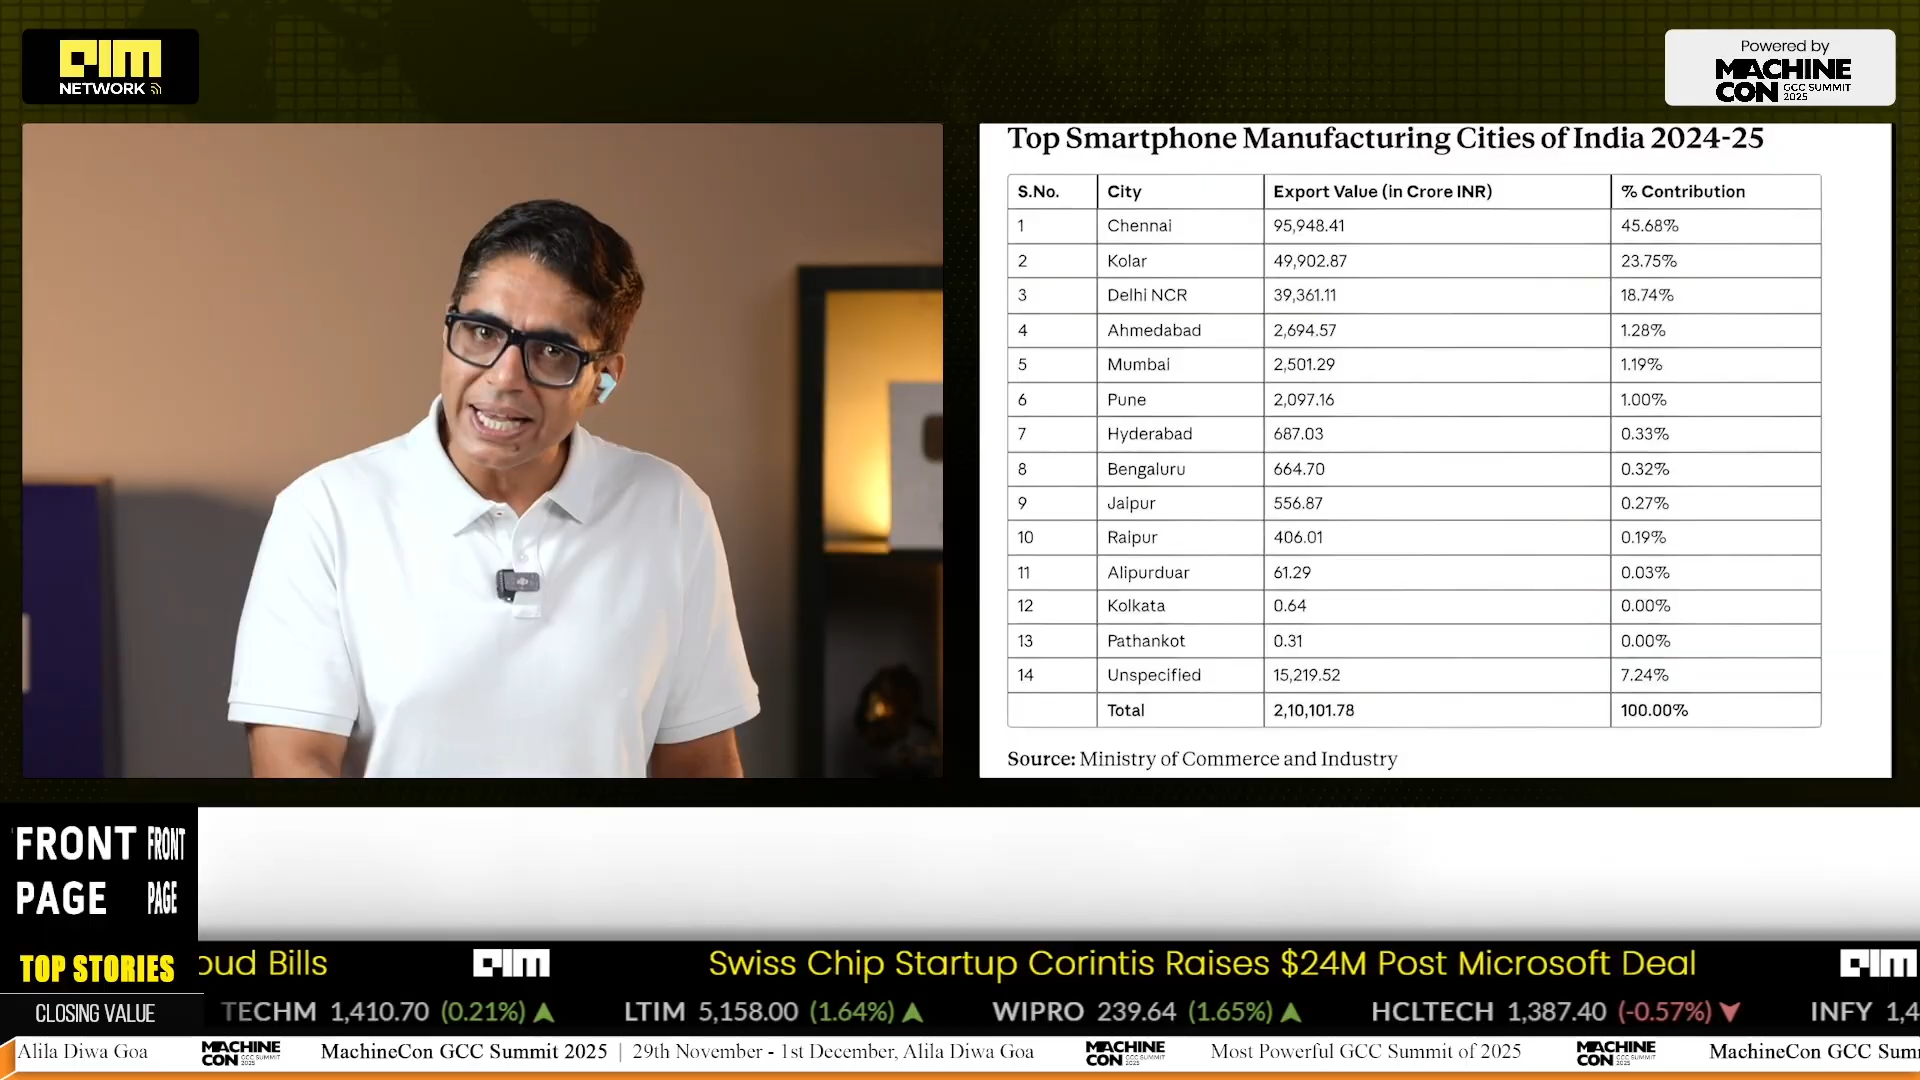 AIM
NETWORK
Powered by
MACHINE
CON GCC SUMMIT
2025
Top Smartphone Manufacturing Cities of India 2024-25
S.No. City Export Value (in Crore INR) % Contribution
1 Chennai 95,948.41 45.68%
2 Kolar 49,902.87 23.75%
3 Delhi NCR 39,361.11 18.74%
4 Ahmedabad 2,694.57 1.28%
5 Mumbai 2,501.29 1.19%
6 Pune 2,097.16 1.00%
7 Hyderabad 687.03 0.33%
8 Bengaluru 664.70 0.32%
9 Jaipur 556.87 0.27%
10 Raipur 406.01 0.19%
11 Alipurduar 61.29 0.03%
12 Kolkata 0.64 0.00%
13 Pathankot 0.31 0.00%
14 Unspecified 15,219.52 7.24%
Total 2,10,101.78 100.00%
Source: Ministry of Commerce and Industry
FRONT FRONT
PAGE PAGE
TOP STORIES oud Bills AIM Swiss Chip Startup Corintis Raises $24M Post Microsoft Deal AIM
CLOSING VALUE TECHM 1,410.70 (0.21%) LTIM 5,158.00 (1.64%) WIPRO 239.64 (1.65%) HCLTECH 1,387.40 (-0.57%) INFY 1,4
Alila Diwa Goa MACHINE CON GCC SUMMIT 2025 MachineCon GCC Summit 2025 | 29th November - 1st December, Alila Diwa Goa MACHINE CON GCC SUMMIT 2025 Most Powerful GCC Summit of 2025 MACHINE CON GCC SUMMIT 2025 MachineCon GCC Sum